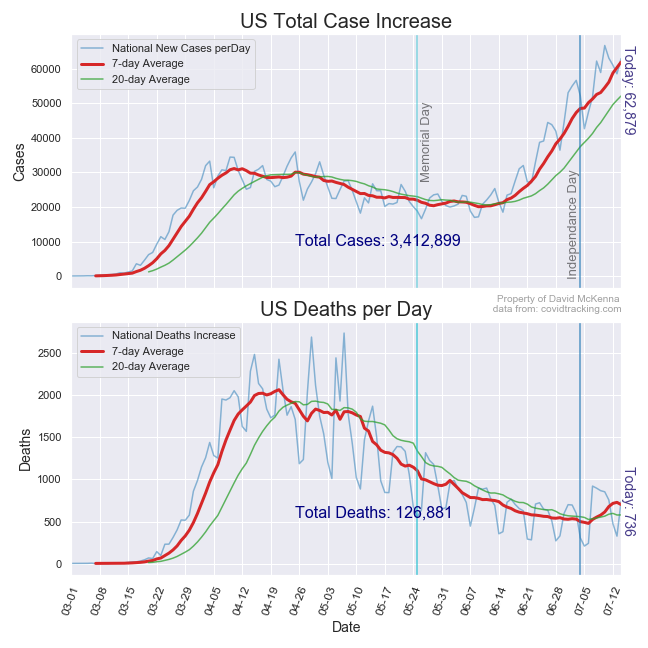 US Total Case Increase
National New Cases perDay
7-day Average
20-day Average
60000
50000
40000
30000
20000
10000
0
Cases
Memorial Day
Independance Day
Today: 62,879
Total Cases: 3,412,899
Property of David McKenna
data from: covidtracking.com
US Deaths per Day
National Deaths Increase
7-day Average
20-day Average
2500
2000
1500
1000
500
0
Deaths
Today: 736
Total Deaths: 126,881
03-01
03-08
03-15
03-22
03-29
04-05
04-12
04-19
04-26
05-03
05-10
05-17
05-24
05-31
06-07
06-14
06-21
06-28
07-05
07-12
Date